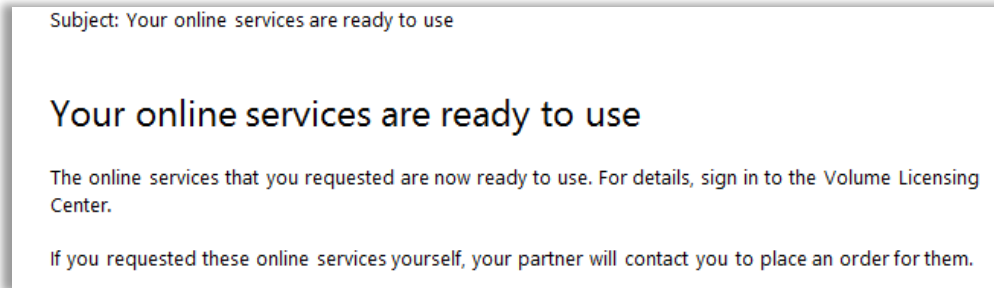 Subject: Your online services are ready to use
Your online services are ready to use
The online services that you requested are now ready to use. For details, sign in to the Volume Licensing
Center.
If you requested these online services yourself, your partner will contact you to place an order for them.